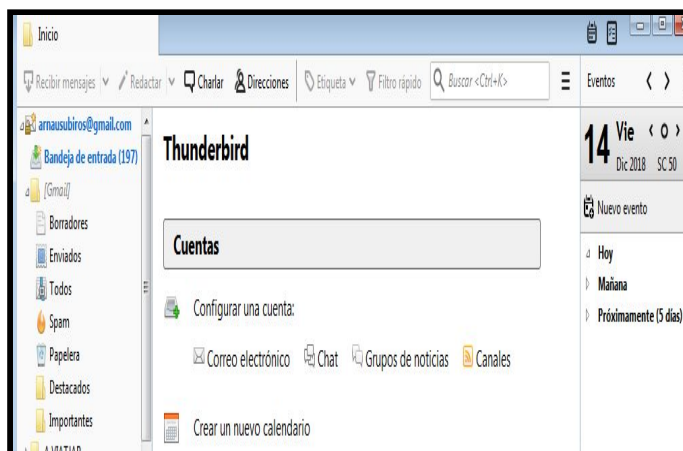 Inicio
Recibir mensajes Redactar Charlar Direcciones Etiqueta Filtro rápido Buscar <Ctrl+K>
arnausubiros@gmail.com
Bandeja de entrada (197)
[Gmail]
Borradores
Enviados
Todos
Spam
Papelera
Destacados
Importantes
Thunderbird
Cuentas
Configurar una cuenta:
Correo electrónico Chat Grupos de noticias Canales
Crear un nuevo calendario
Eventos
14 Vie
Dic 2018 SC 50
Nuevo evento
Hoy
Mañana
Próximamente (5 días)